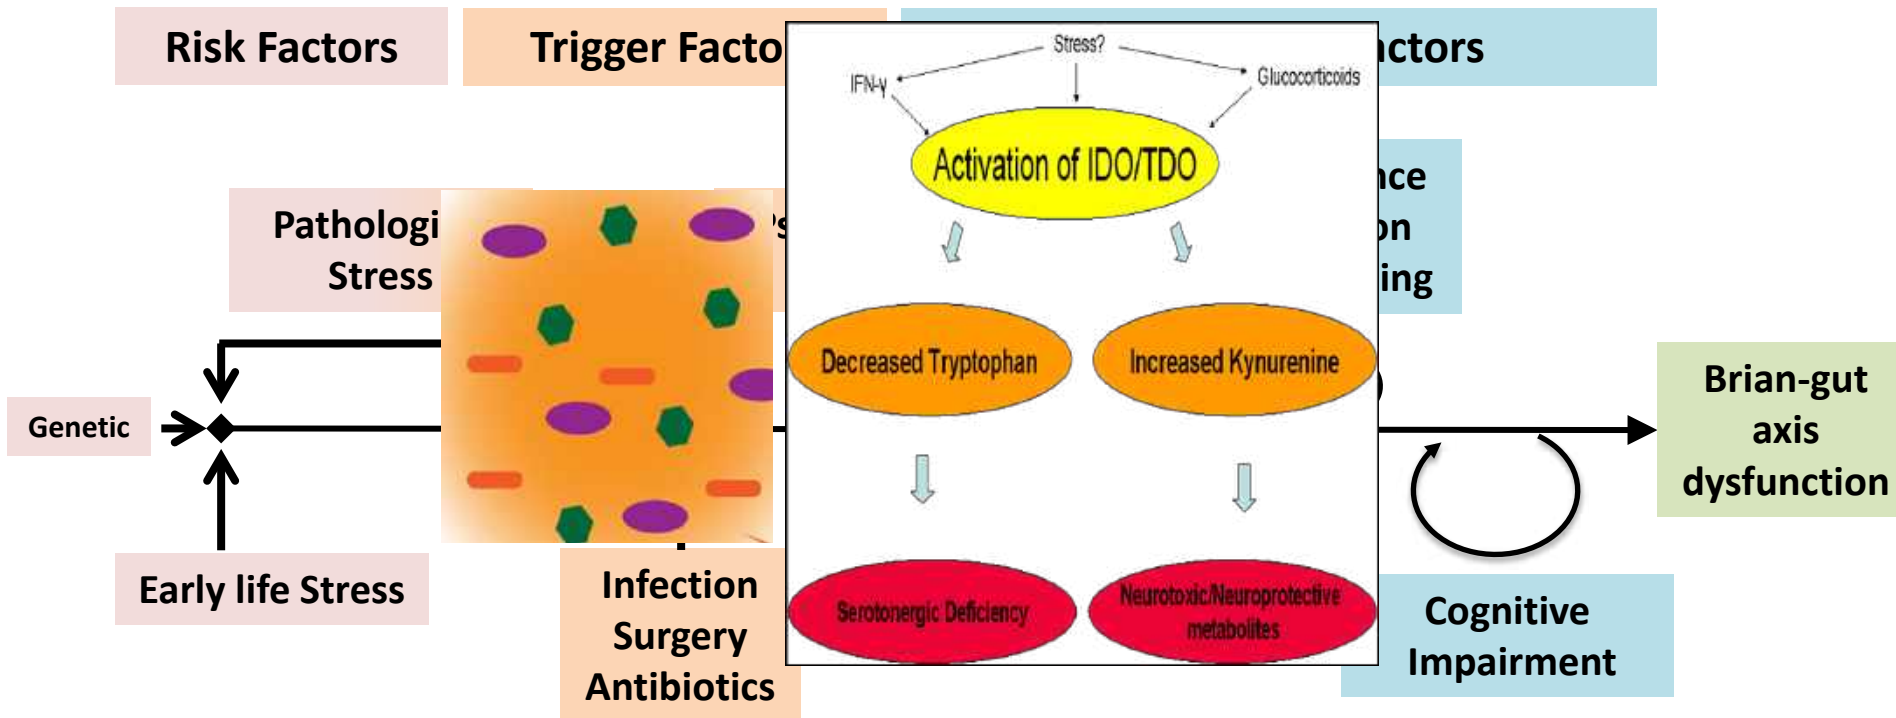 Risk Factors
Trigger Facto
actors
Stress?
IFN-γ
Glucocorticoids
Activation of IDO/TDO
Pathologi
Stress
nce
on
ing
Decreased Tryptophan
Increased Kynurenine
Genetic
Brian-gut
axis
dysfunction
Early life Stress
Infection
Surgery
Antibiotics
Serotonergic Deficiency
Neurotoxic/Neuroprotective
metabolites
Cognitive
Impairment